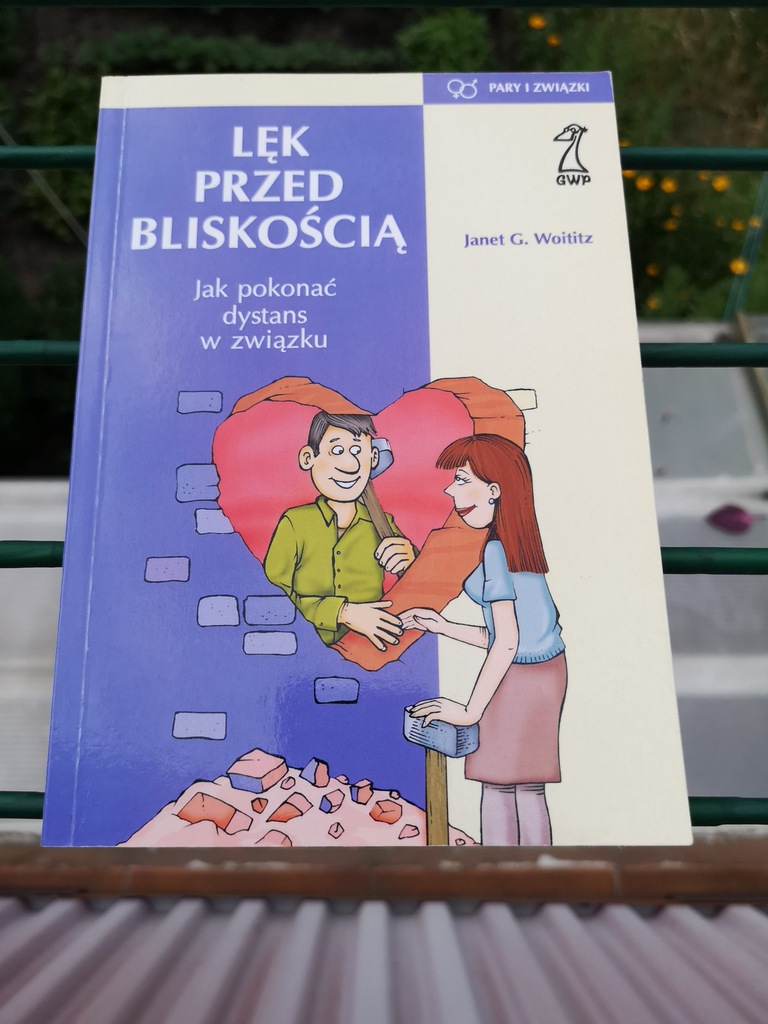 PARY I ZWIĄZKI
LĘK
PRZED
BLISKOŚCIĄ
GWP
Janet G. Woititz
Jak pokonać
dystans
w związku